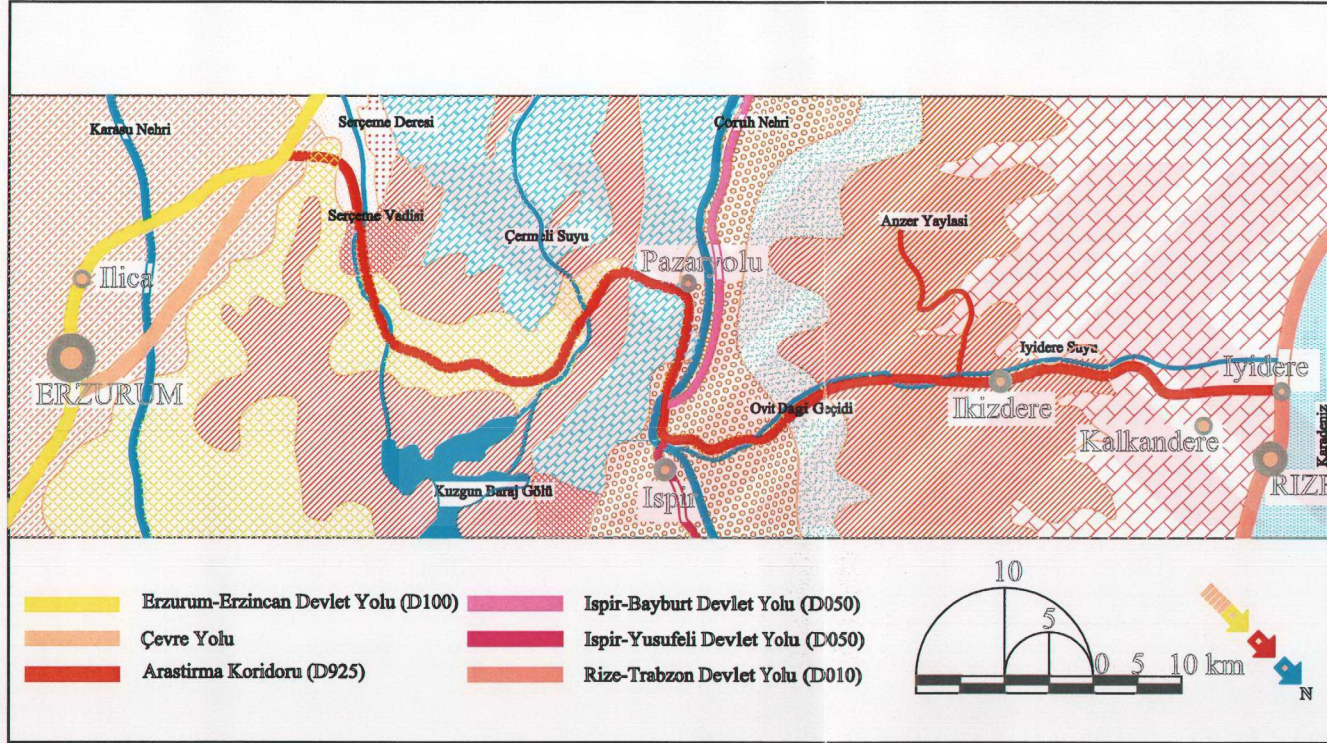 Karasu Nehri
Serçeme Deresi
Çoruh Nehri
Serçeme Vadisi
Çermeli Suyu
Anzer Yaylasi
Ilica
Pazaryolu
ERZURUM
Iyidere Suyu
Iyidere
Ovit Dagi Geçidi
Ikizdere
Kalkandere
Karadeniz
Kuzgun Baraj Gölü
Ispir
RIZE
Erzurum-Erzincan Devlet Yolu (D100)
Çevre Yolu
Arastirma Koridoru (D925)
Ispir-Bayburt Devlet Yolu (D050)
Ispir-Yusufeli Devlet Yolu (D050)
Rize-Trabzon Devlet Yolu (D010)
10
5
0 5 10 km
N